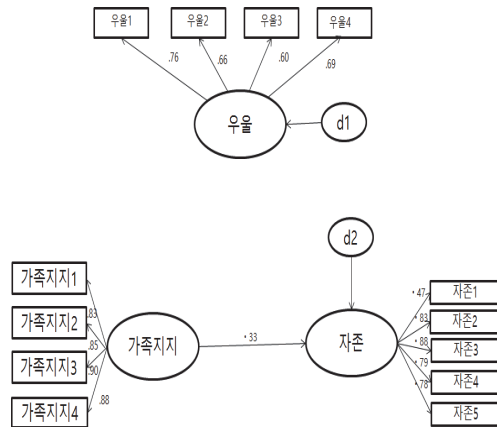 우울1 우울2 우울3 우울4
.76 .66 .60 .69
우울 d1
d2
가족지지1
가족지지2
가족지지3
가족지지4
.83
.85
.90
.88
가족지지
·33
자존
·47
·83
·88
·79
·78
자존1
자존2
자존3
자존4
자존5